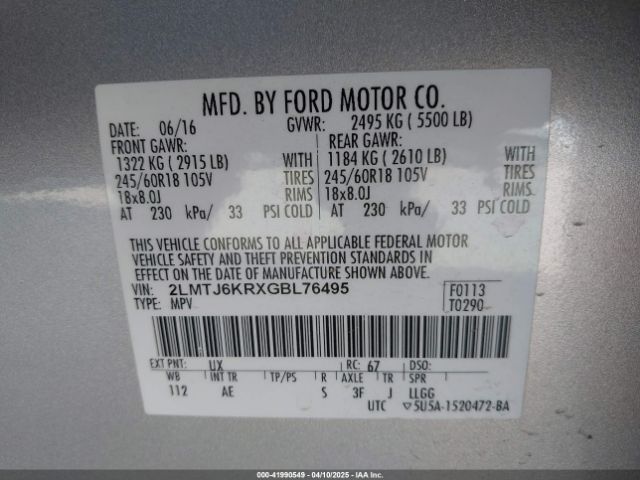 MFD. BY FORD MOTOR CO.
DATE: 06/16 GVWR: 2495 KG ( 5500 LB)
FRONT GAWR: REAR GAWR:
1322 KG ( 2915 LB) WITH 1184 KG ( 2610 LB) WITH
245/60R18 105V TIRES 245/60R18 105V TIRES
18x8.0J RIMS 18x8.0J RIMS
AT 230 kPa/ 33 PSI COLD AT 230 kPa/ 33 PSI COLD
THIS VEHICLE CONFORMS TO ALL APPLICABLE FEDERAL MOTOR
VEHICLE SAFETY AND THEFT PREVENTION STANDARDS IN
EFFECT ON THE DATE OF MANUFACTURE SHOWN ABOVE.
VIN: 2LMTJ6KRXGBL76495 F0113
TYPE: MPV T0290
EXT PNT: UX RC: 67 DSO:
WB INT TR TP/PS R AXLE TR SPR
112 AE S 3F J LLGG
UTC ▽5U5A-1520472-BA
000-41990549 - 04/10/2025 - IAA Inc.